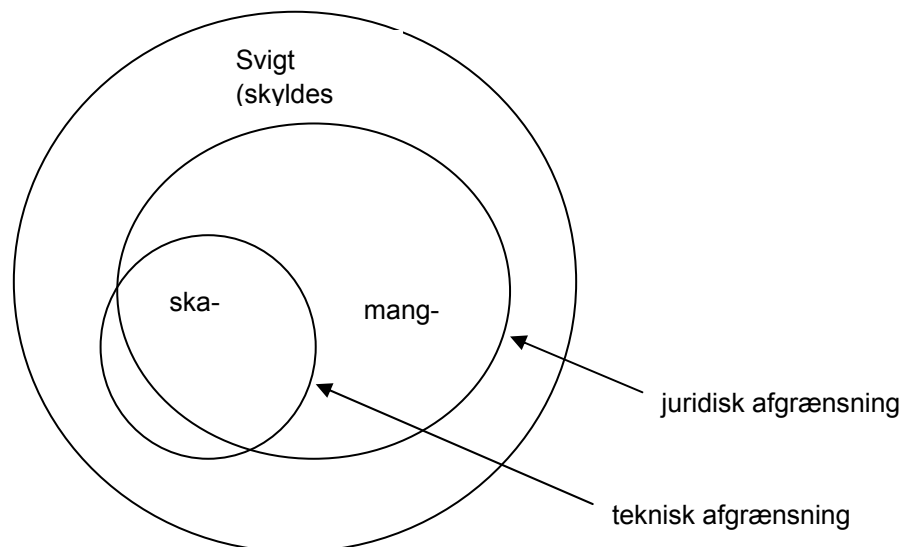 Svigt
(skyldes
ska-
mang-
juridisk afgrænsning
teknisk afgrænsning